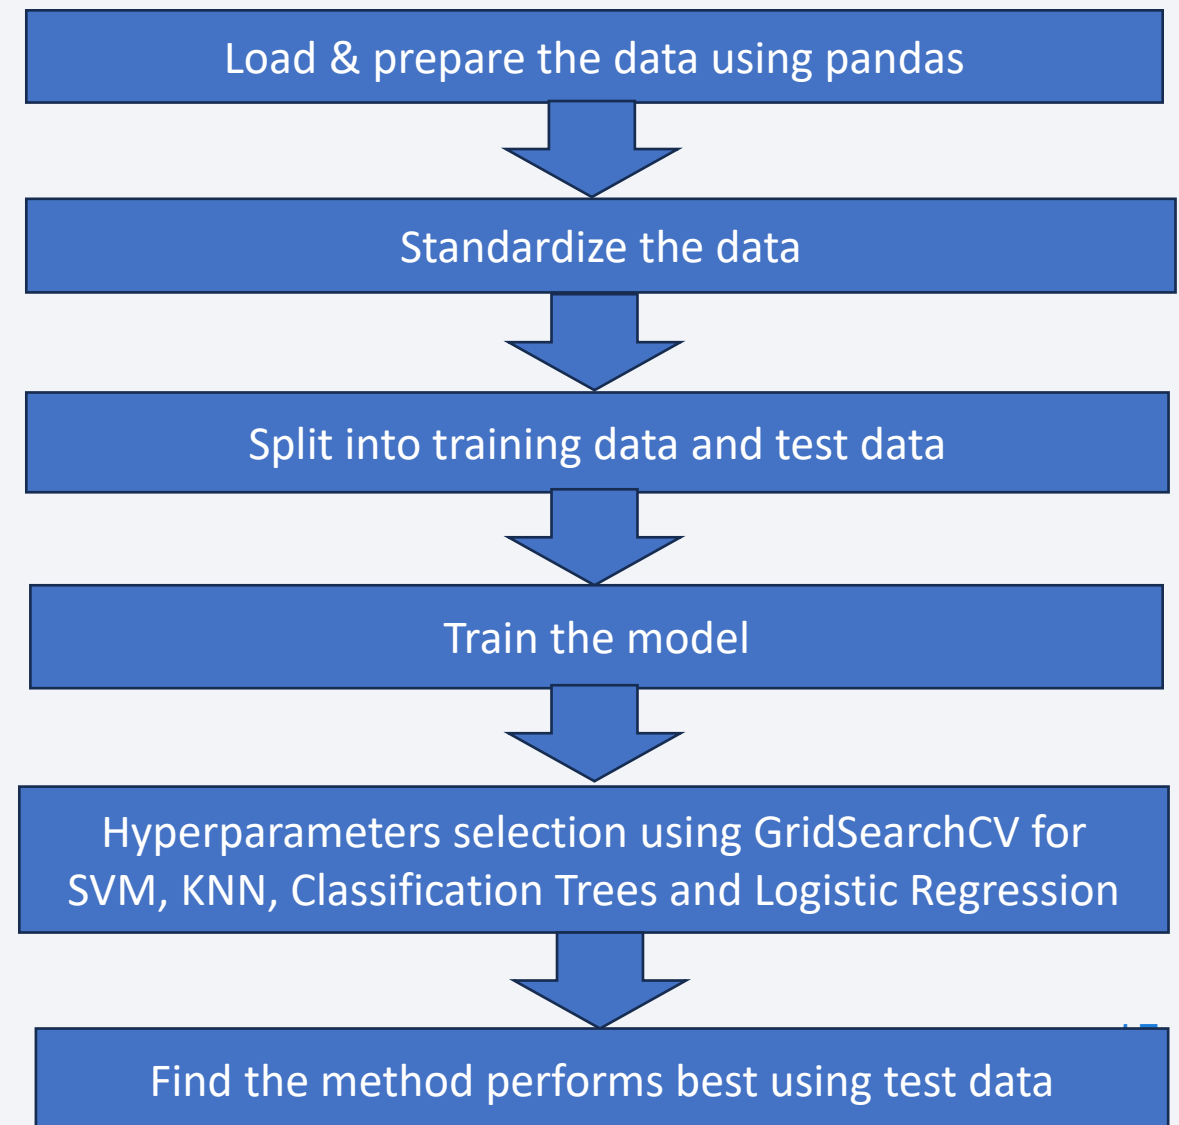 Load & prepare the data using pandas
Standardize the data
Split into training data and test data
Train the model
Hyperparameters selection using GridSearchCV for
SVM, KNN, Classification Trees and Logistic Regression
Find the method performs best using test data